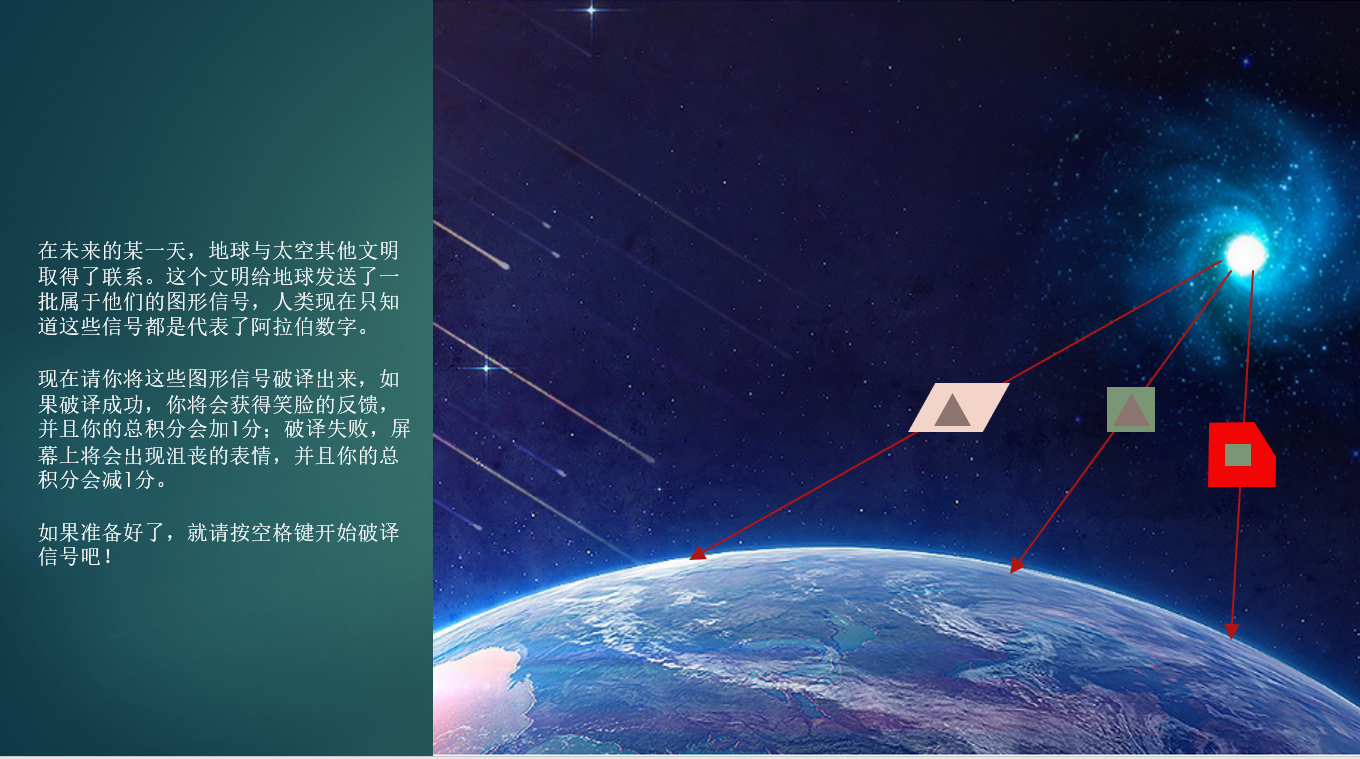 在未来的某一天，地球与太空其他文明
取得了联系。这个文明给地球发送了一
批属于他们的图形信号，人类现在只知
道这些信号都是代表了阿拉伯数字。
现在请你将这些图形信号破译出来，如
果破译成功，你将会获得笑脸的反馈，
并且你的总积分会加1分；破译失败，屏
幕上将会出现沮丧的表情，并且你的总
积分会减1分。
如果准备好了，就请按空格键开始破译
信号吧！